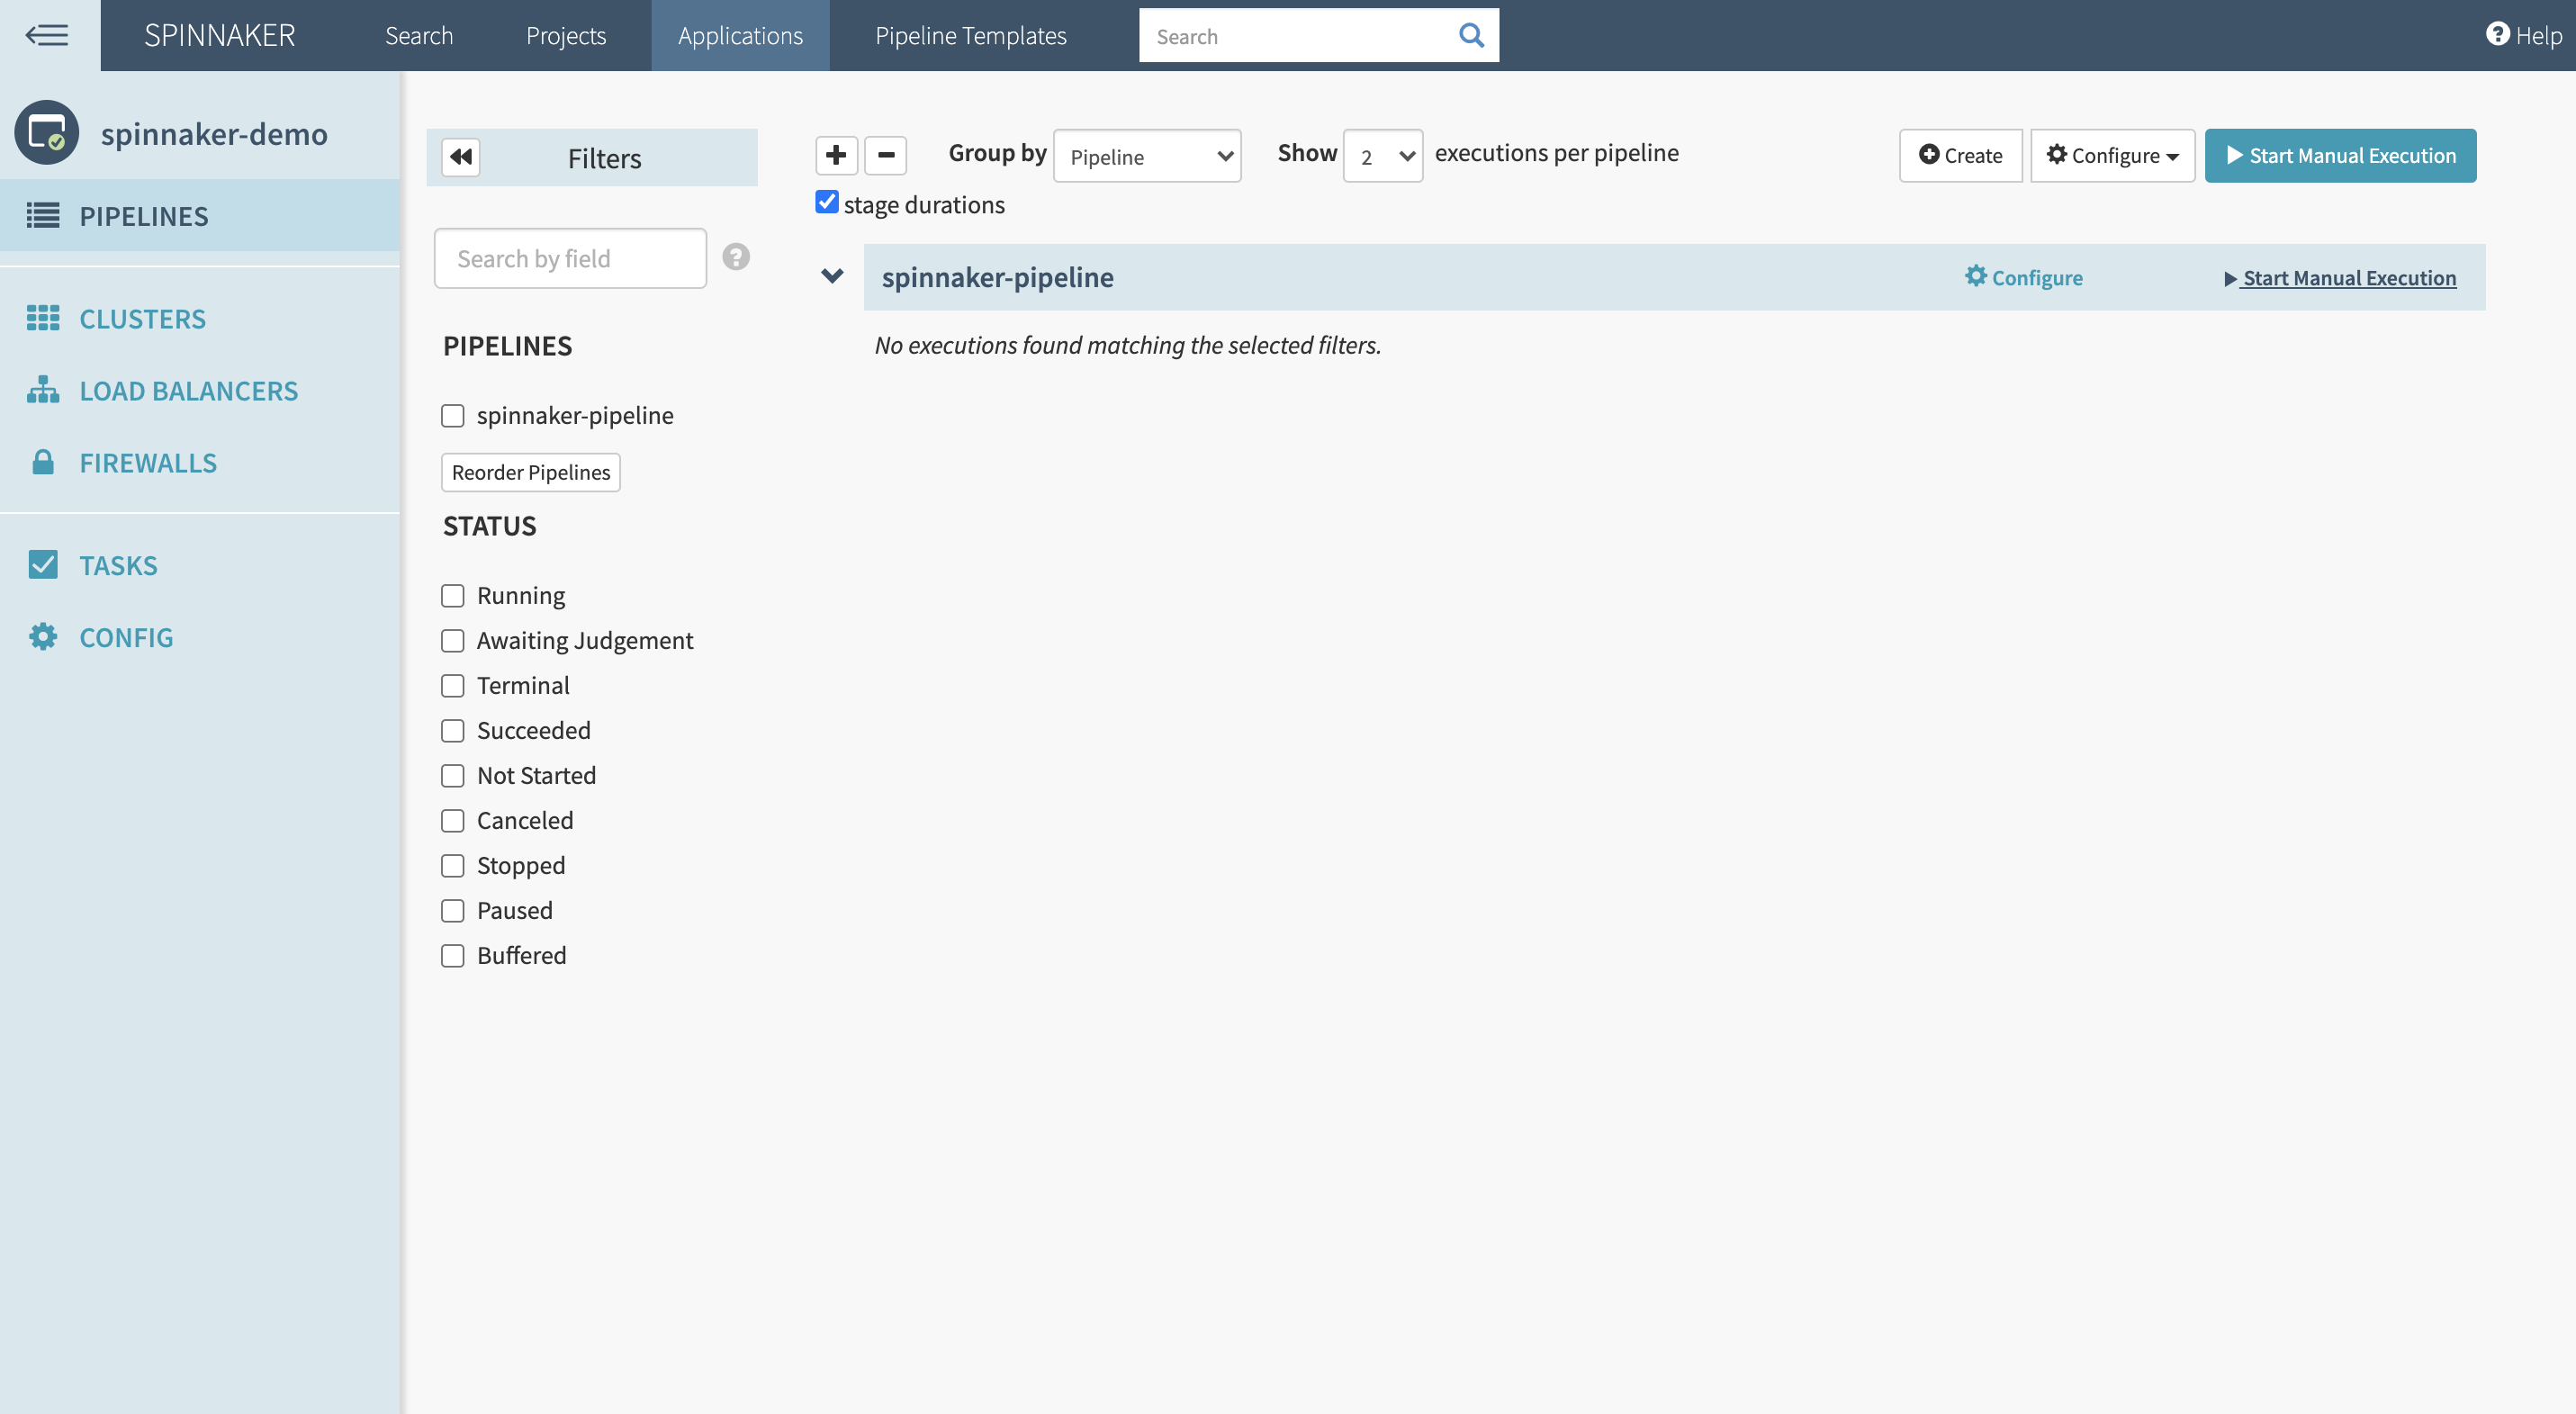 SPINNAKER Search Projects Applications Pipeline Templates Search Help
spinnaker-demo
PIPELINES
CLUSTERS
LOAD BALANCERS
FIREWALLS
TASKS
CONFIG
Filters
Search by field
PIPELINES
spinnaker-pipeline
Reorder Pipelines
STATUS
Running
Awaiting Judgement
Terminal
Succeeded
Not Started
Canceled
Stopped
Paused
Buffered
Group by Pipeline Show 2 executions per pipeline Create Configure Start Manual Execution
stage durations
spinnaker-pipeline Configure Start Manual Execution
No executions found matching the selected filters.